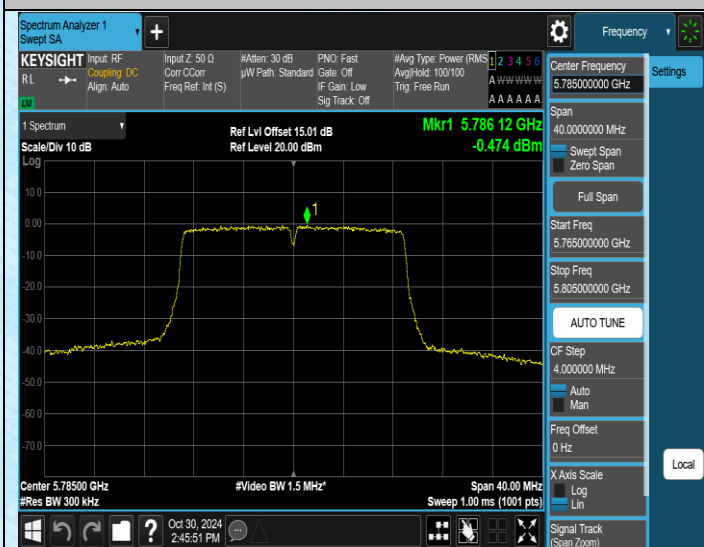 Spectrum Analyzer 1
Swept SA
+
Frequency
KEYSIGHT
RL
LXI
Input: RF
Coupling: DC
Align: Auto
Input Z: 50 Ω
Corr CCorr
Freq Ref: Int (S)
#Atten: 30 dB
µW Path: Standard
PNO: Fast
Gate: Off
IF Gain: Low
Sig Track: Off
#Avg Type: Power (RMS
Avg|Hold: 100/100
Trig: Free Run
1 2 3 4 5 6
A W W W W W
A A A A A A
1 Spectrum
Scale/Div 10 dB
Log
Ref Lvl Offset 15.01 dB
Ref Level 20.00 dBm
Mkr1 5.786 12 GHz
-0.474 dBm
1
10.0
0.00
-10.0
-20.0
-30.0
-40.0
-50.0
-60.0
-70.0
Center 5.78500 GHz
#Res BW 300 kHz
#Video BW 1.5 MHz*
Span 40.00 MHz
Sweep 1.00 ms (1001 pts)
Oct 30, 2024
2:45:51 PM
?
Center Frequency
5.785000000 GHz
Settings
Span
40.0000000 MHz
Swept Span
Zero Span
Full Span
Start Freq
5.765000000 GHz
Stop Freq
5.805000000 GHz
AUTO TUNE
CF Step
4.000000 MHz
Auto
Man
Freq Offset
0 Hz
X Axis Scale
Log
Lin
Signal Track
(Span Zoom)
Local